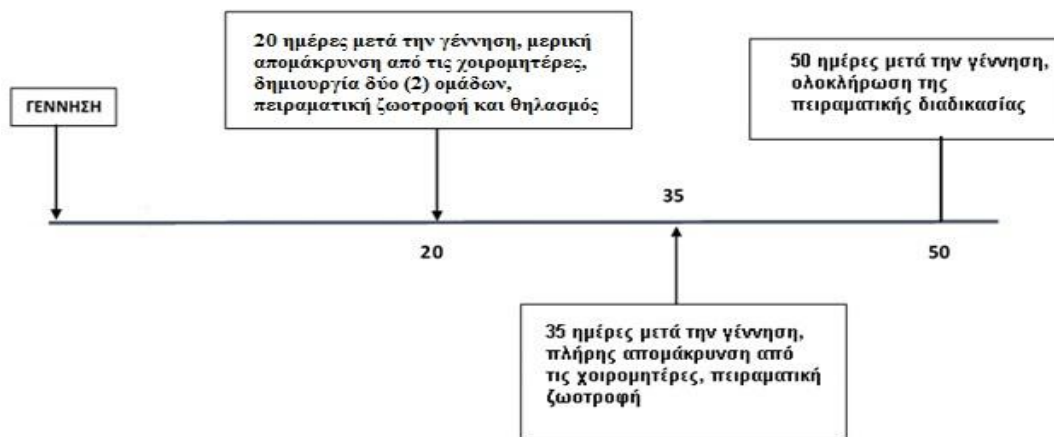 20 ημέρες μετά την γέννηση, μερική
απομάκρυνση από τις χοιρομητέρες,
δημιουργία δύο (2) ομάδων,
πειραματική ζωοτροφή και θηλασμός
50 ημέρες μετά την γέννηση,
ολοκλήρωση της
πειραματικής διαδικασίας
ΓΕΝΝΗΣΗ
35
20
50
35 ημέρες μετά την γέννηση,
πλήρης απομάκρυνση από
τις χοιρομητέρες, πειραματική
ζωοτροφή